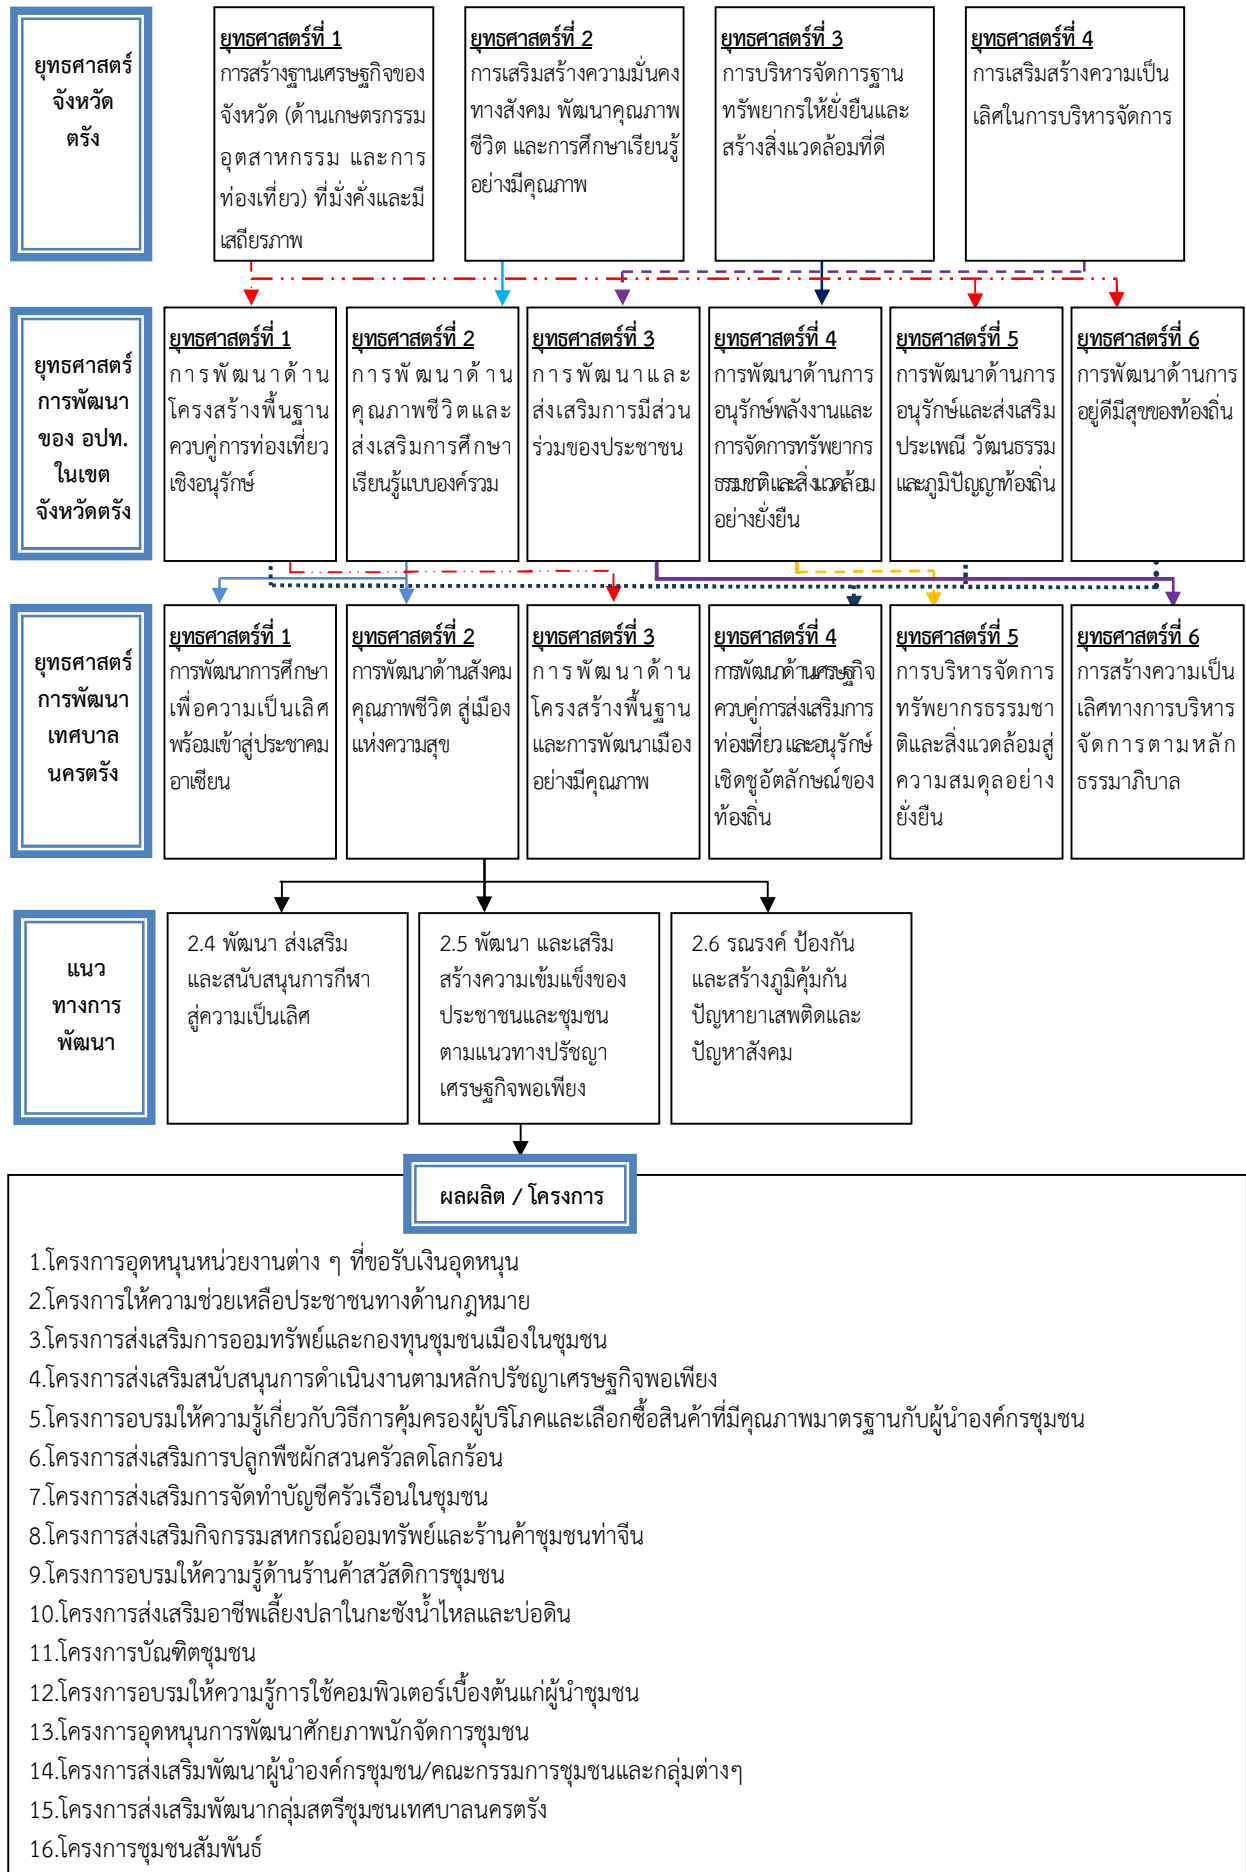 ยุทธศาสตร์
จังหวัด
ตรัง
ยุทธศาสตร์ที่ 1
การสร้างฐานเศรษฐกิจของ
จังหวัด (ด้านเกษตรกรรม
อุตสาหกรรม และการ
ท่องเที่ยว) ที่มั่งคั่งและมี
เสถียรภาพ
ยุทธศาสตร์ที่ 2
การเสริมสร้างความมั่นคง
ทางสังคม พัฒนาคุณภาพ
ชีวิต และการศึกษาเรียนรู้
อย่างมีคุณภาพ
ยุทธศาสตร์ที่ 3
การบริหารจัดการฐาน
ทรัพยากรให้ยั่งยืนและ
สร้างสิ่งแวดล้อมที่ดี
ยุทธศาสตร์ที่ 4
การเสริมสร้างความเป็น
เลิศในการบริหารจัดการ
ยุทธศาสตร์
การพัฒนา
ของ อปท.
ในเขต
จังหวัดตรัง
ยุทธศาสตร์ที่ 1
การพัฒนาด้าน
โครงสร้างพื้นฐาน
ควบคู่การท่องเที่ยว
เชิงอนุรักษ์
ยุทธศาสตร์ที่ 2
การพัฒนาด้าน
คุณภาพชีวิตและ
ส่งเสริมการศึกษา
เรียนรู้แบบองค์รวม
ยุทธศาสตร์ที่ 3
การพัฒนาและ
ส่งเสริมการมีส่วน
ร่วมของประชาชน
ยุทธศาสตร์ที่ 4
การพัฒนาด้านการ
อนุรักษ์พลังงานและ
การจัดการทรัพยากร
ธรรมชาติและสิ่งแวดล้อม
อย่างยั่งยืน
ยุทธศาสตร์ที่ 5
การพัฒนาด้านการ
อนุรักษ์และส่งเสริม
ประเพณี วัฒนธรรม
และภูมิปัญญาท้องถิ่น
ยุทธศาสตร์ที่ 6
การพัฒนาด้านการ
อยู่ดีมีสุขของท้องถิ่น
ยุทธศาสตร์
การพัฒนา
เทศบาล
นครตรัง
ยุทธศาสตร์ที่ 1
การพัฒนาการศึกษา
เพื่อความเป็นเลิศ
พร้อมเข้าสู่ประชาคม
อาเซียน
ยุทธศาสตร์ที่ 2
การพัฒนาด้านสังคม
คุณภาพชีวิต สู่เมือง
แห่งความสุข
ยุทธศาสตร์ที่ 3
การพัฒนาด้าน
โครงสร้างพื้นฐาน
และการพัฒนาเมือง
อย่างมีคุณภาพ
ยุทธศาสตร์ที่ 4
การพัฒนาด้านเศรษฐกิจ
ควบคู่การส่งเสริมการ
ท่องเที่ยว และอนุรักษ์
เชิดชูอัตลักษณ์ของ
ท้องถิ่น
ยุทธศาสตร์ที่ 5
การบริหารจัดการ
ทรัพยากรธรรมชา
ติและสิ่งแวดล้อมสู่
ความสมดุลอย่าง
ยั่งยืน
ยุทธศาสตร์ที่ 6
การสร้างความเป็น
เลิศทางการบริหาร
จัดการตามหลัก
ธรรมาภิบาล
แนว
ทางการ
พัฒนา
2.4 พัฒนา ส่งเสริม
และสนับสนุนการกีฬา
สู่ความเป็นเลิศ
2.5 พัฒนา และเสริม
สร้างความเข้มแข็งของ
ประชาชนและชุมชน
ตามแนวทางปรัชญา
เศรษฐกิจพอเพียง
2.6 รณรงค์ ป้องกัน
และสร้างภูมิคุ้มกัน
ปัญหายาเสพติดและ
ปัญหาสังคม
ผลผลิต / โครงการ
1.โครงการอุดหนุนหน่วยงานต่าง ๆ ที่ขอรับเงินอุดหนุน
2.โครงการให้ความช่วยเหลือประชาชนทางด้านกฎหมาย
3.โครงการส่งเสริมการออมทรัพย์และกองทุนชุมชนเมืองในชุมชน
4.โครงการส่งเสริมสนับสนุนการดำเนินงานตามหลักปรัชญาเศรษฐกิจพอเพียง
5.โครงการอบรมให้ความรู้เกี่ยวกับวิธีการคุ้มครองผู้บริโภคและเลือกซื้อสินค้าที่มีคุณภาพมาตรฐานกับผู้นำองค์กรชุมชน
6.โครงการส่งเสริมการปลูกพืชผักสวนครัวลดโลกร้อน
7.โครงการส่งเสริมการจัดทำบัญชีครัวเรือนในชุมชน
8.โครงการส่งเสริมกิจกรรมสหกรณ์ออมทรัพย์และร้านค้าชุมชนท่าจีน
9.โครงการอบรมให้ความรู้ด้านร้านค้าสวัสดิการชุมชน
10.โครงการส่งเสริมอาชีพเลี้ยงปลาในกะชังน้ำไหลและบ่อดิน
11.โครงการบัณฑิตชุมชน
12.โครงการอบรมให้ความรู้การใช้คอมพิวเตอร์เบื้องต้นแก่ผู้นำชุมชน
13.โครงการอุดหนุนการพัฒนาศักยภาพนักจัดการชุมชน
14.โครงการส่งเสริมพัฒนาผู้นำองค์กรชุมชน/คณะกรรมการชุมชนและกลุ่มต่างๆ
15.โครงการส่งเสริมพัฒนากลุ่มสตรีชุมชนเทศบาลนครตรัง
16.โครงการชุมชนสัมพันธ์